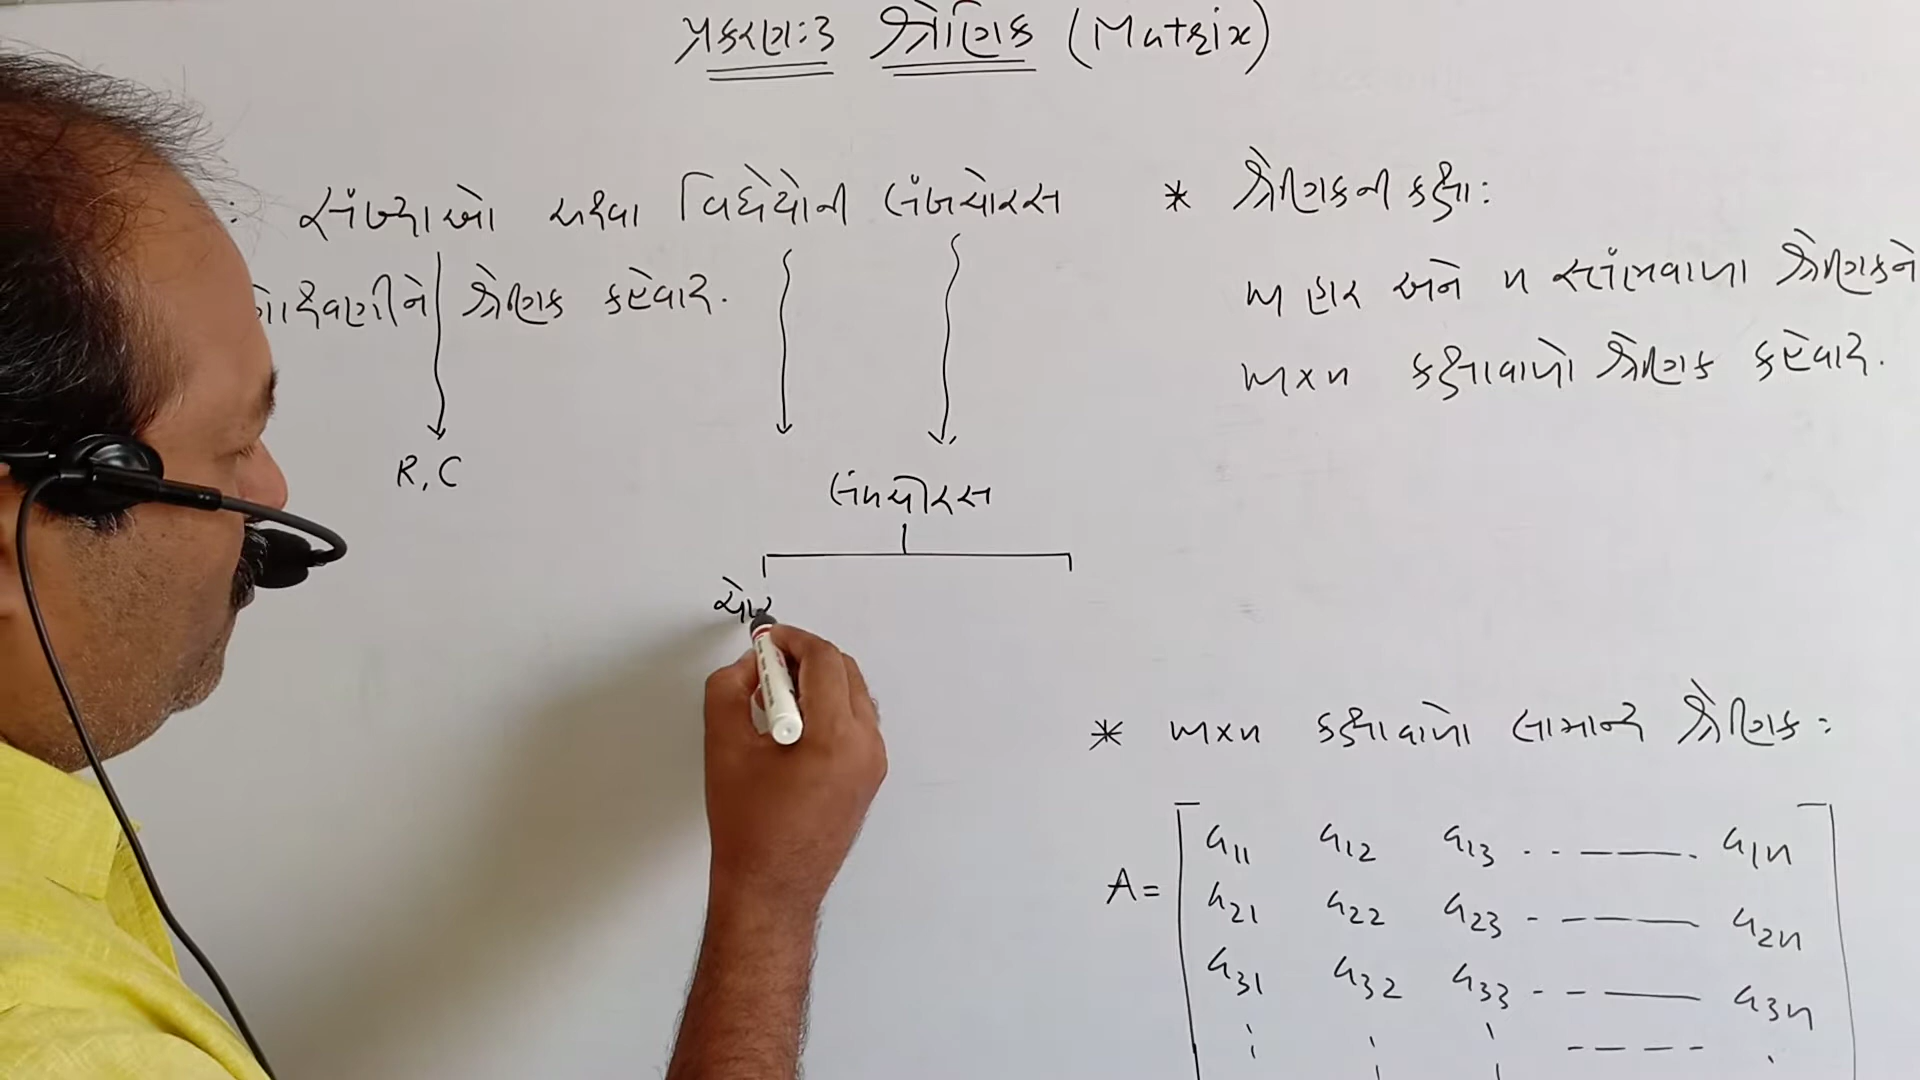 પ્રકરણ:૩ શ્રેણિક (Matrix)
: સંખ્યાઓ અથવા વિધેયોની લંબચોરસ
ગોઠવણીને શ્રેણિક કહેવાય.
R, C
લંબચોરસ
* શ્રેણિકની કક્ષા:
m હાર અને n સ્તંભવાળા શ્રેણિકને
m×n કક્ષાવાળો શ્રેણિક કહેવાય.
* m×n કક્ષાવાળો સામાન્ય શ્રેણિક :
A = [ a11 a12 a13 - - — — - a1n
a21 a22 a23 - - — — a2n
a31 a32 a33 - - — — a3n